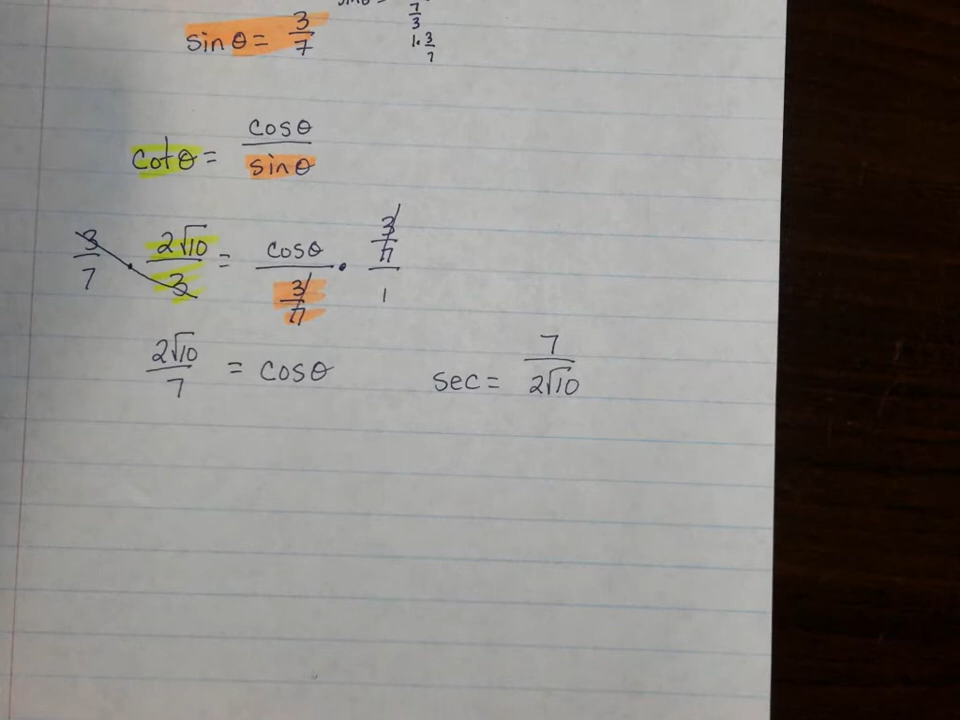 sin θ = 3/7
7/3
1 · 3/7
cot θ = cos θ / sin θ
3/7 · 2√10/3 = cos θ / (3/7) · (3/7)/1
2√10/7 = cos θ
sec = 7/(2√10)